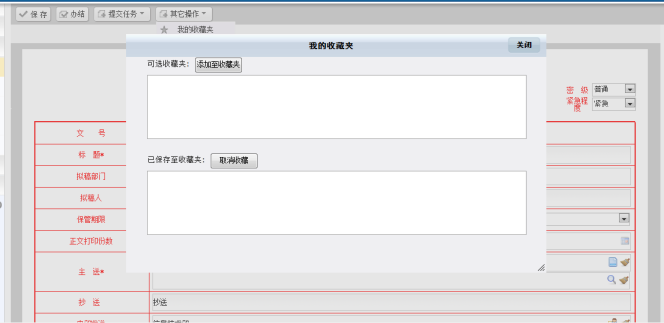 保存 办结 提交任务 其它操作
我的收藏夹
我的收藏夹 关闭
可选收藏夹: 添加至收藏夹
密 级 普通
紧急程度 紧急
文 号
标 题*
已保存至收藏夹: 取消收藏
拟稿部门
拟稿人
保管期限
正文打印份数
主 送*
抄 送 抄送